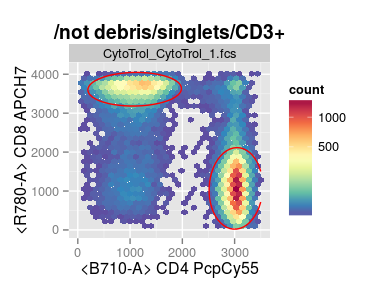 /not debris/singlets/CD3+
CytoTrol_CytoTrol_1.fcs
<R780-A> CD8 APCH7
4000
3000
2000
1000
0
0
1000
2000
3000
<B710-A> CD4 PcpCy55
count
1000
500